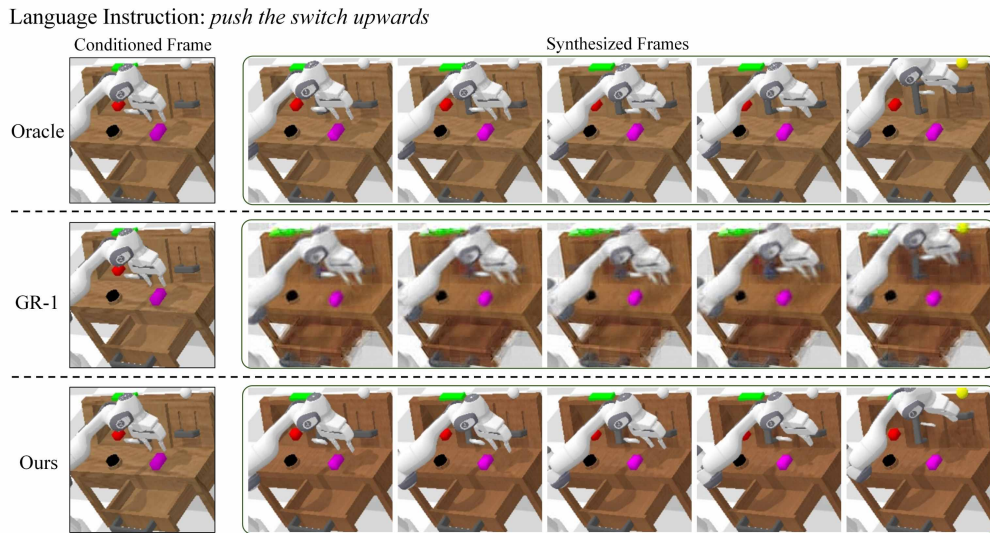 Language Instruction: push the switch upwards
Conditioned Frame
Synthesized Frames
Oracle
GR-1
Ours